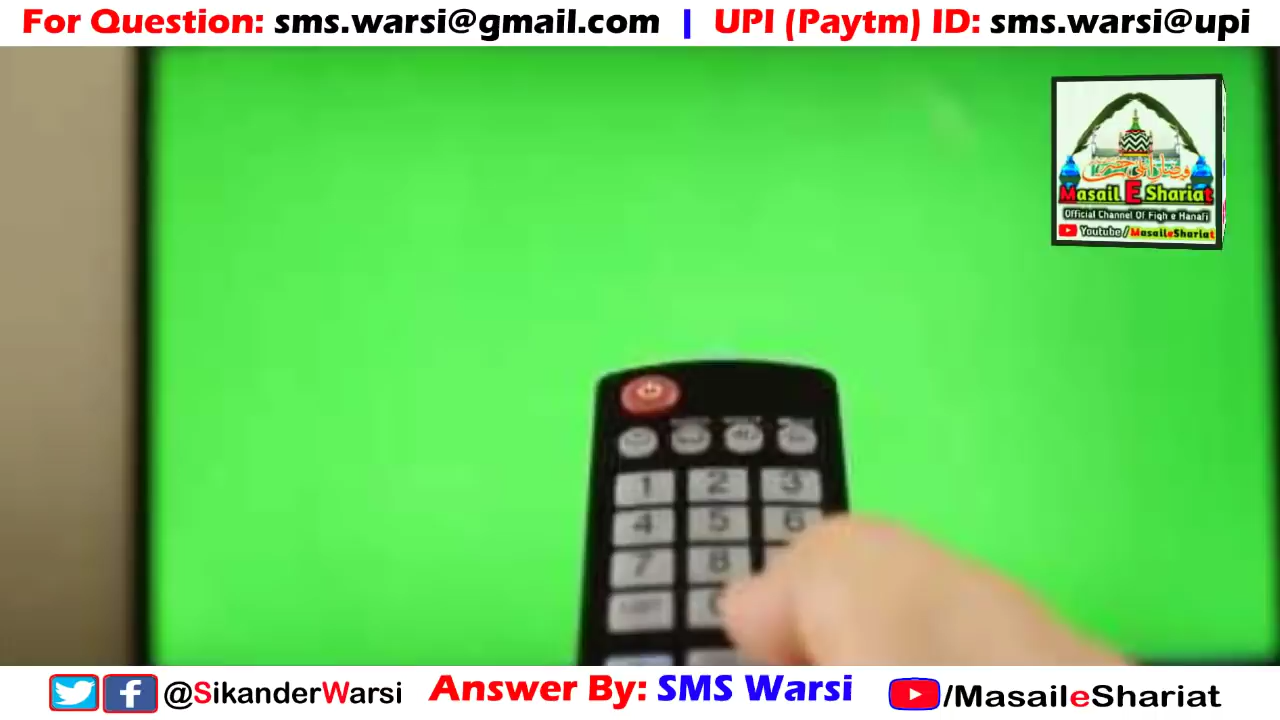 For Question: sms.warsi@gmail.com | UPI (Paytm) ID: sms.warsi@upi
Masail E Shariat
Official Channel Of Fiqh e Hanafi
Youtube / MasaileSharait
1 2 3
4 5 6
7 8
@SikanderWarsi Answer By: SMS Warsi /MasaileShariat